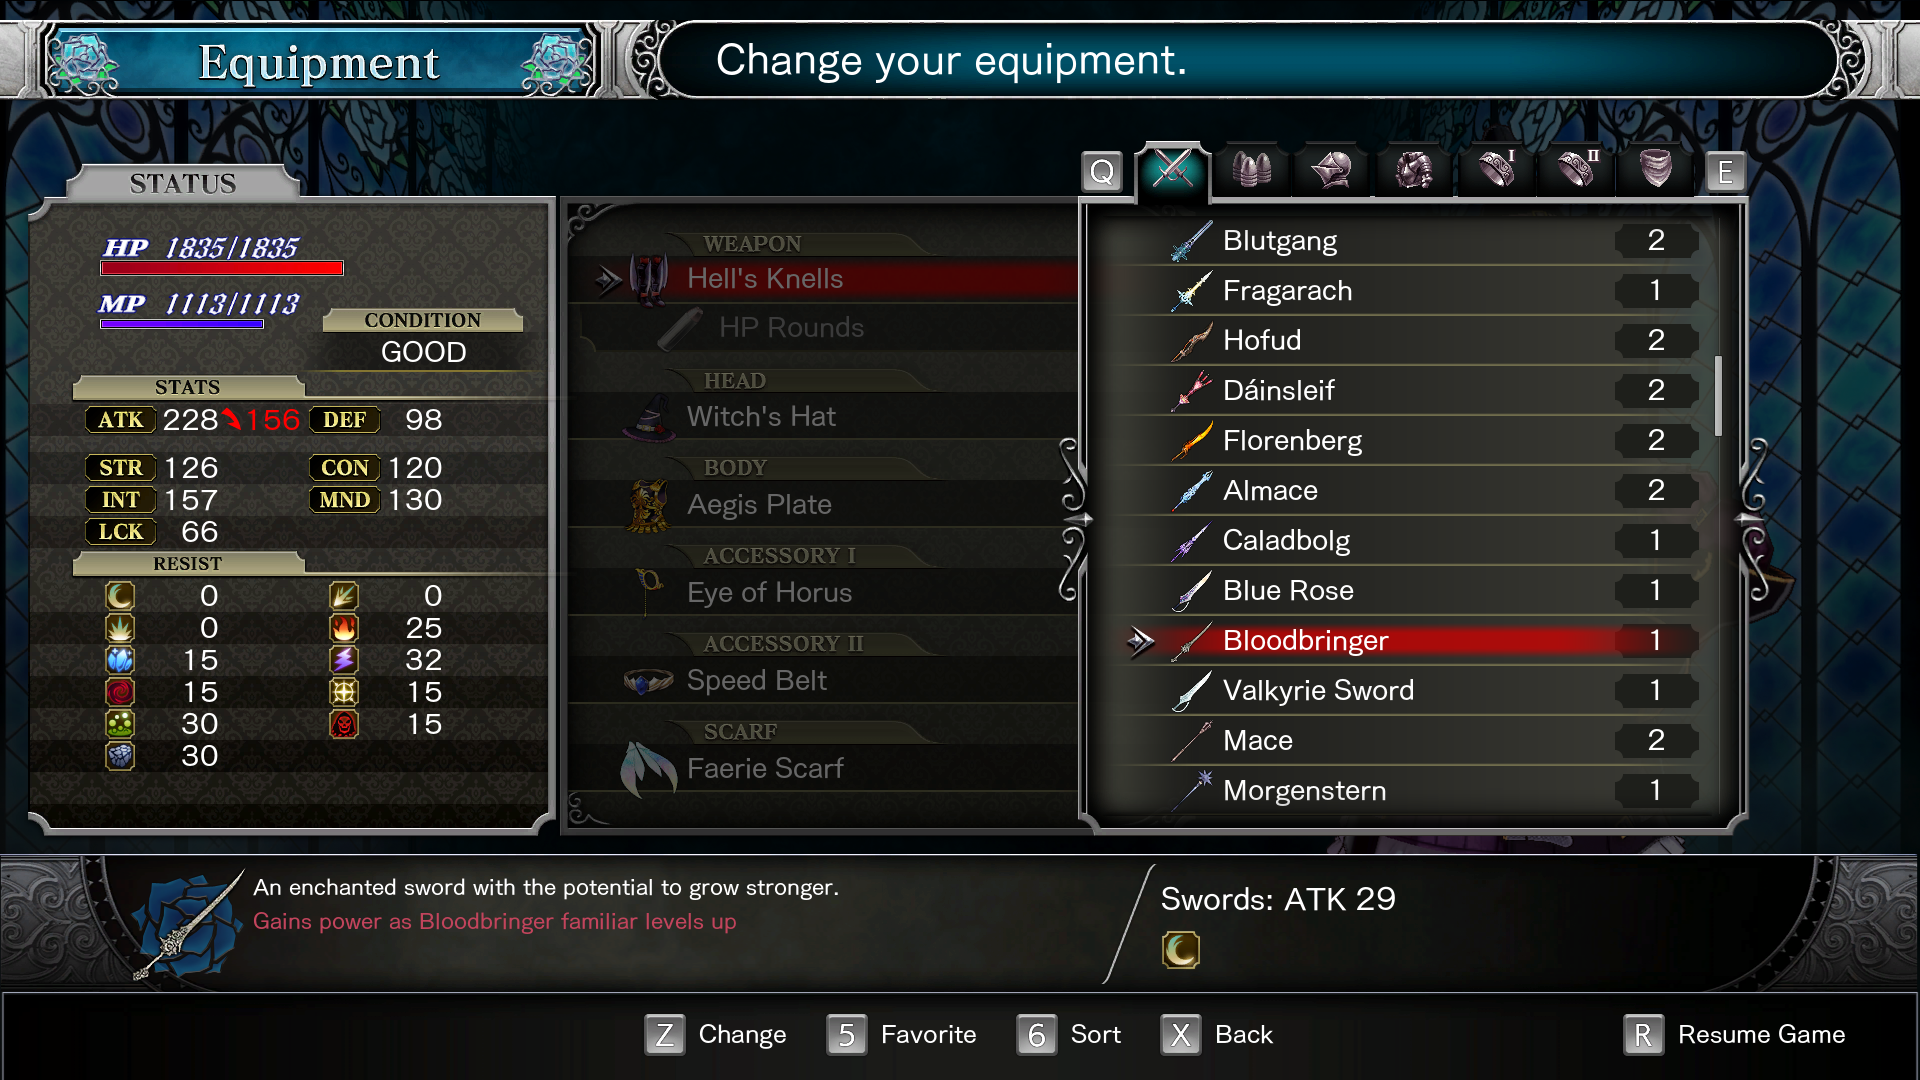 Equipment
Change your equipment.
STATUS
HP 1835/1835
MP 1113/1113
CONDITION
GOOD
STATS
ATK 228 156 DEF 98
STR 126 CON 120
INT 157 MND 130
LCK 66
RESIST
0 0
0 25
15 32
15 15
30 15
30
WEAPON
Hell's Knells
HP Rounds
HEAD
Witch's Hat
BODY
Aegis Plate
ACCESSORY I
Eye of Horus
ACCESSORY II
Speed Belt
SCARF
Faerie Scarf
Q I II E
Blutgang 2
Fragarach 1
Hofud 2
Dáinsleif 2
Florenberg 2
Almace 2
Caladbolg 1
Blue Rose 1
Bloodbringer 1
Valkyrie Sword 1
Mace 2
Morgenstern 1
An enchanted sword with the potential to grow stronger.
Gains power as Bloodbringer familiar levels up
Swords: ATK 29
Z Change 5 Favorite 6 Sort X Back R Resume Game